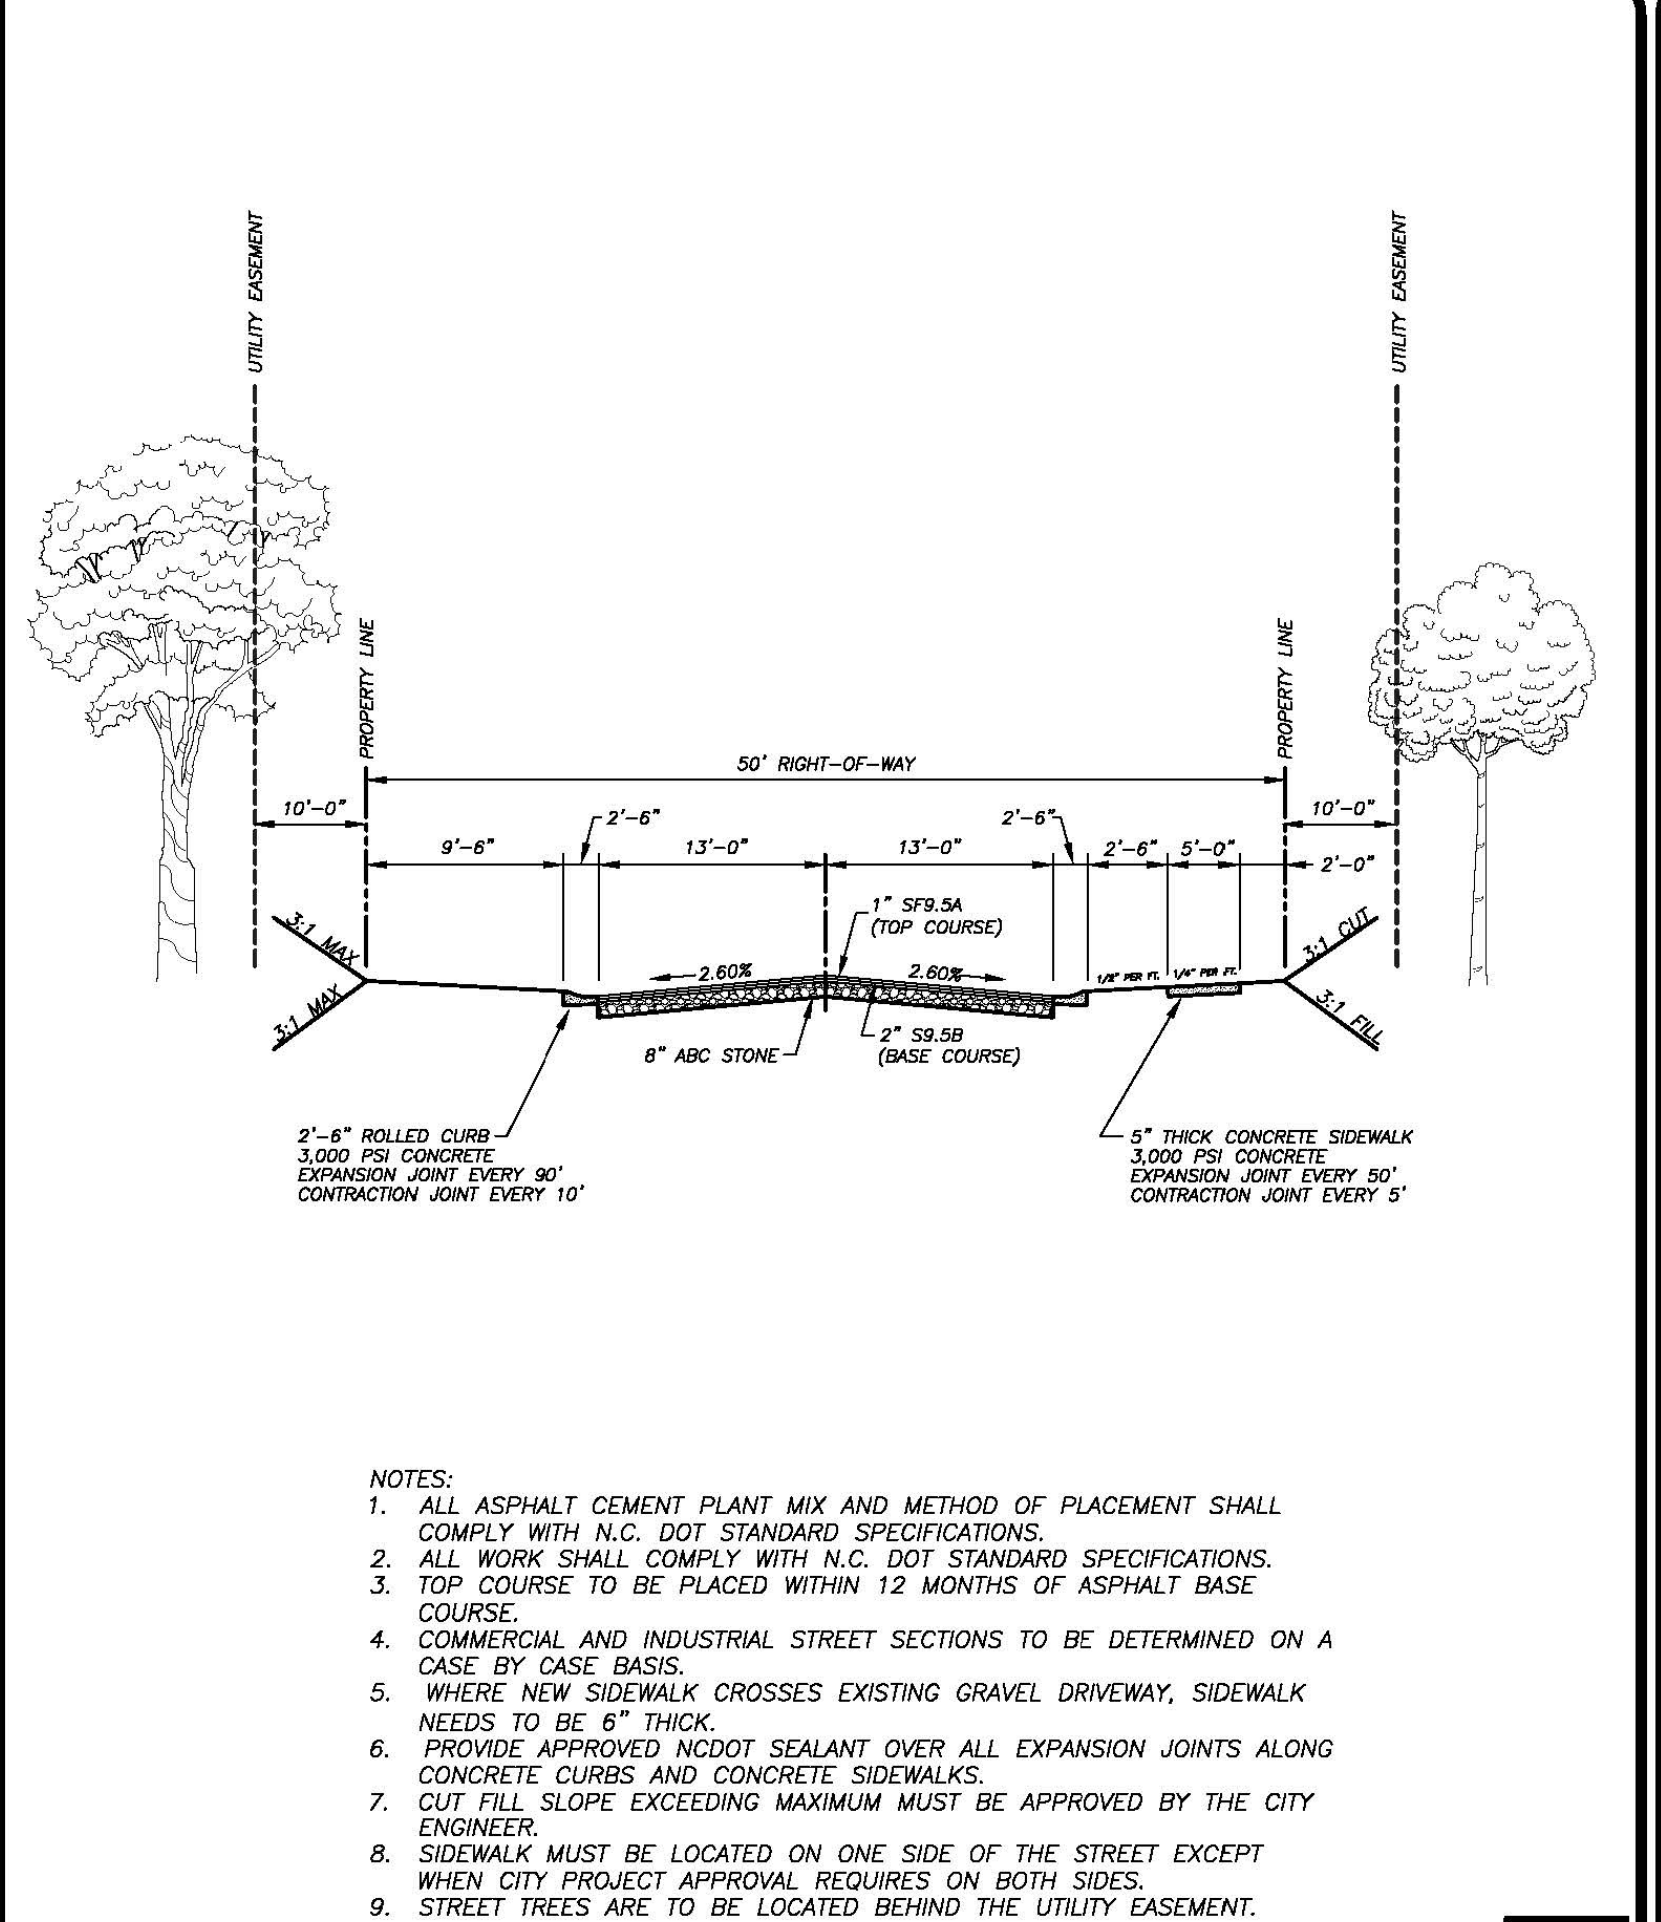 UTILITY EASEMENT
UTILITY EASEMENT
PROPERTY LINE
PROPERTY LINE
50' RIGHT-OF-WAY
10'-0"
2'-6"
2'-6"
10'-0"
9'-6"
13'-0"
13'-0"
2'-6"
5'-0"
2'-0"
1" SF9.5A
(TOP COURSE)
3:1 MAX
3:1 MAX
2.60%
2.60%
1/2" PER FT.
1/4" PER FT.
3:1 CUT
3:1 FILL
8" ABC STONE
2" S9.5B
(BASE COURSE)
2'-6" ROLLED CURB
3,000 PSI CONCRETE
EXPANSION JOINT EVERY 90'
CONTRACTION JOINT EVERY 10'
5" THICK CONCRETE SIDEWALK
3,000 PSI CONCRETE
EXPANSION JOINT EVERY 50'
CONTRACTION JOINT EVERY 5'
NOTES:
1. ALL ASPHALT CEMENT PLANT MIX AND METHOD OF PLACEMENT SHALL
COMPLY WITH N.C. DOT STANDARD SPECIFICATIONS.
2. ALL WORK SHALL COMPLY WITH N.C. DOT STANDARD SPECIFICATIONS.
3. TOP COURSE TO BE PLACED WITHIN 12 MONTHS OF ASPHALT BASE
COURSE.
4. COMMERCIAL AND INDUSTRIAL STREET SECTIONS TO BE DETERMINED ON A
CASE BY CASE BASIS.
5. WHERE NEW SIDEWALK CROSSES EXISTING GRAVEL DRIVEWAY, SIDEWALK
NEEDS TO BE 6" THICK.
6. PROVIDE APPROVED NCDOT SEALANT OVER ALL EXPANSION JOINTS ALONG
CONCRETE CURBS AND CONCRETE SIDEWALKS.
7. CUT FILL SLOPE EXCEEDING MAXIMUM MUST BE APPROVED BY THE CITY
ENGINEER.
8. SIDEWALK MUST BE LOCATED ON ONE SIDE OF THE STREET EXCEPT
WHEN CITY PROJECT APPROVAL REQUIRES ON BOTH SIDES.
9. STREET TREES ARE TO BE LOCATED BEHIND THE UTILITY EASEMENT.